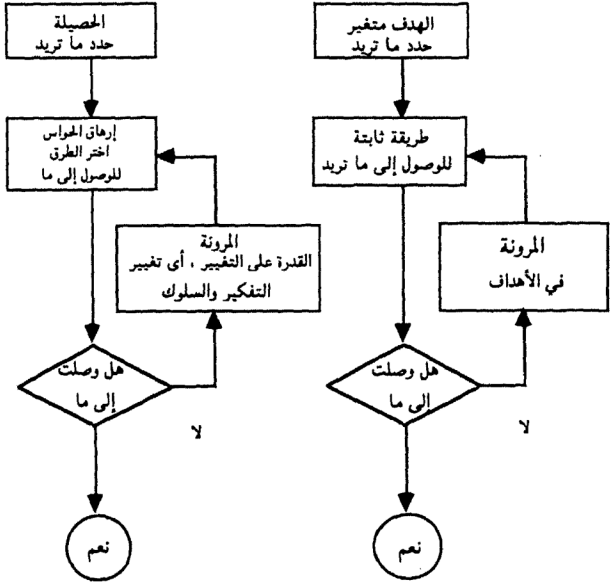 الهدف متغير
حدد ما تريد
طريقة ثابتة
للوصول إلى ما تريد
المرونة
في الأهداف
هل وصلت
إلى ما
لا
نعم
الحصيلة
حدد ما تريد
إرهاق الحواس
اختر الطرق
للوصول إلى ما
المرونة
القدرة على التغيير ، أى تغيير
التفكير والسلوك
هل وصلت
إلى ما
لا
نعم